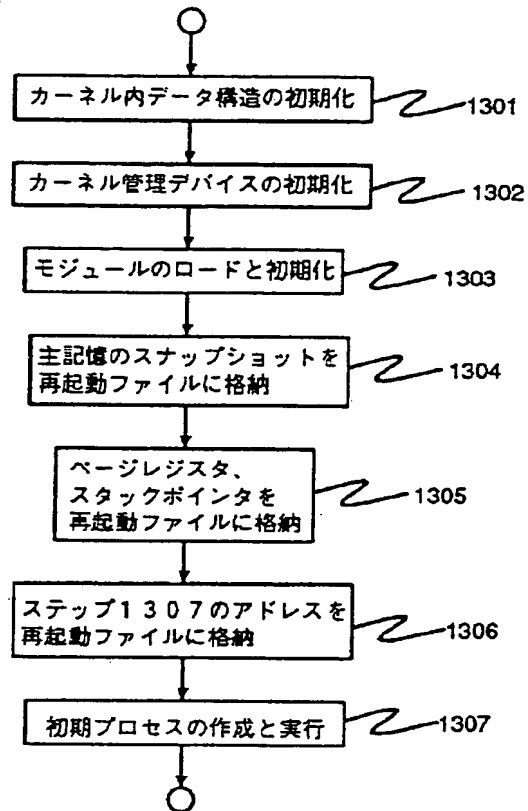 カーネル内データ構造の初期化
1301
カーネル管理デバイスの初期化
1302
モジュールのロードと初期化
1303
主記憶のスナップショットを
再起動ファイルに格納
1304
ページレジスタ、
スタックポインタを
再起動ファイルに格納
1305
ステップ1307のアドレスを
再起動ファイルに格納
1306
初期プロセスの作成と実行
1307